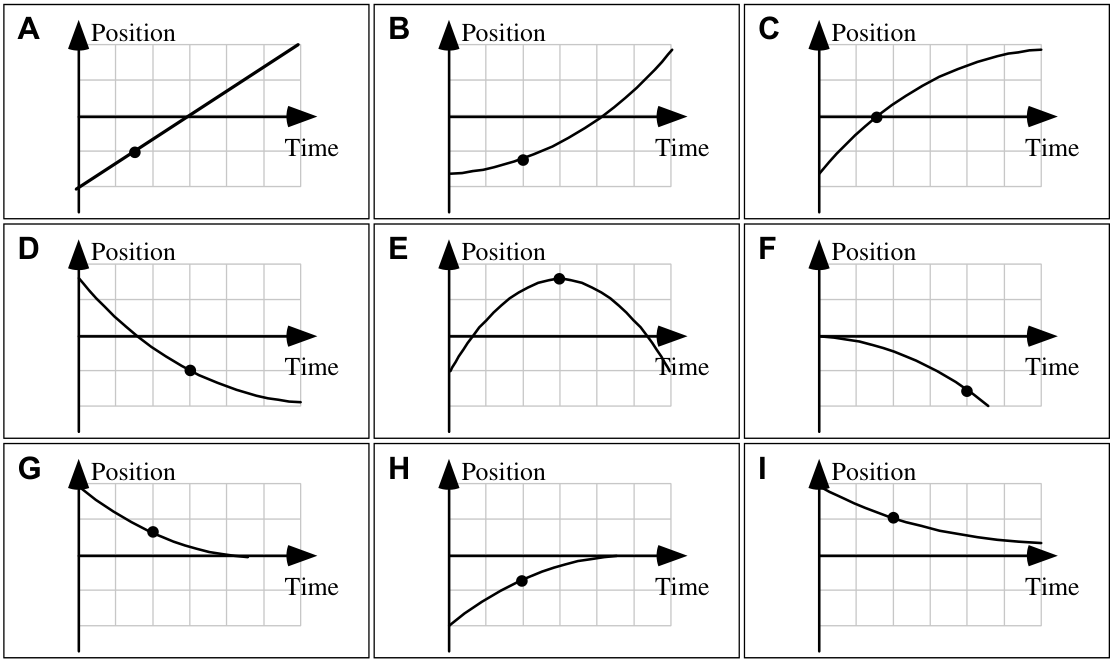 A Position
Time
B Position
Time
C Position
Time
D Position
Time
E Position
Time
F Position
Time
G Position
Time
H Position
Time
I Position
Time